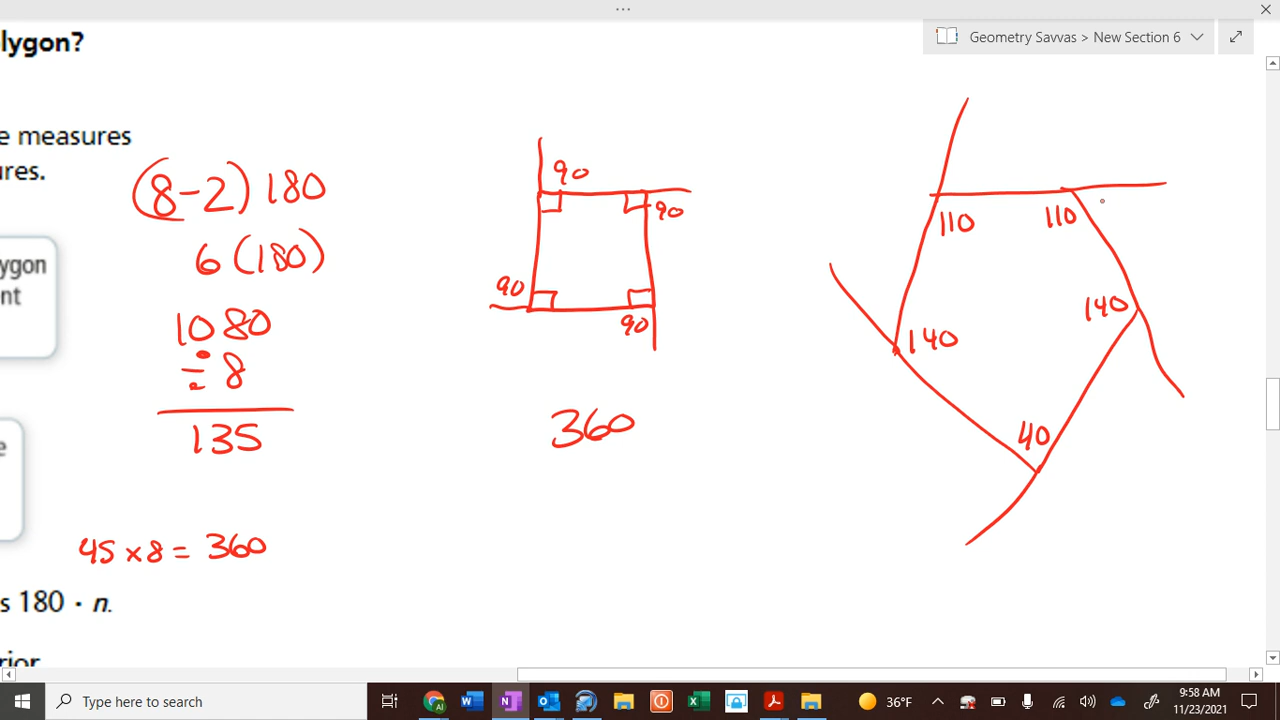 lygon?
Geometry Savvas > New Section 6
e measures
res.
ygon
nt
e
s 180 · n.
rior
(8-2) 180
6 (180)
1080
÷ 8
135
45 x 8 = 360
90
90
90
90
360
110
110
140
140
40
Type here to search
36°F
9:58 AM
11/23/2021